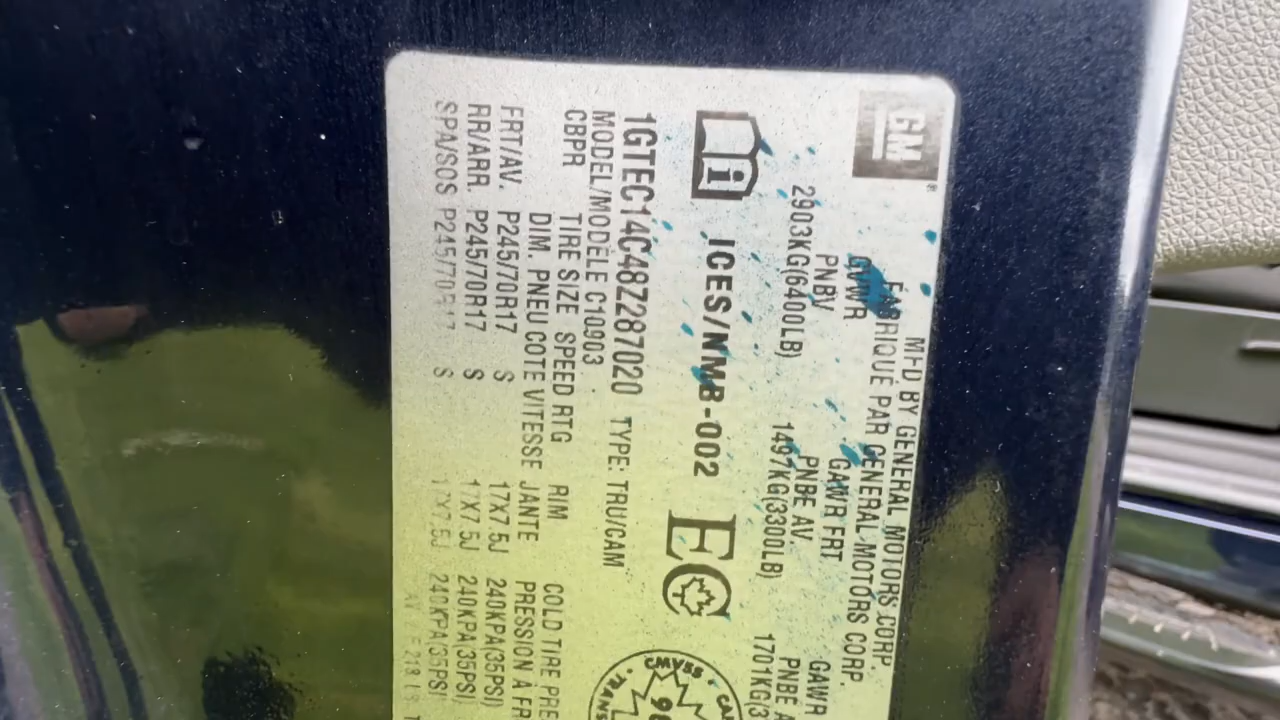 GM
MFD BY GENERAL MOTORS CORP.
FABRIQUÉ PAR GENERAL MOTORS CORP.
GVWR GAWR FRT GAWR
PNBV PNBE AV. PNBE
2903KG(6400LB) 1497KG(3300LB) 1701KG(3
i ICES/NMB-002 EC CMVSS
1GTEC14C48Z287020 TYPE: TRU/CAM
MODEL/MODÈLE C10903
CBPR TIRE SIZE SPEED RTG RIM COLD TIRE PRE
DIM. PNEU COTE VITESSE JANTE PRESSION À FR
FRT/AV. P245/70R17 S 17X7.5J 240KPA(35PSI)
RR/ARR. P245/70R17 S 17X7.5J 240KPA(35PSI)
SPA/SOS P245/70R17 S 17X7.5J 240KPA(35PSI)